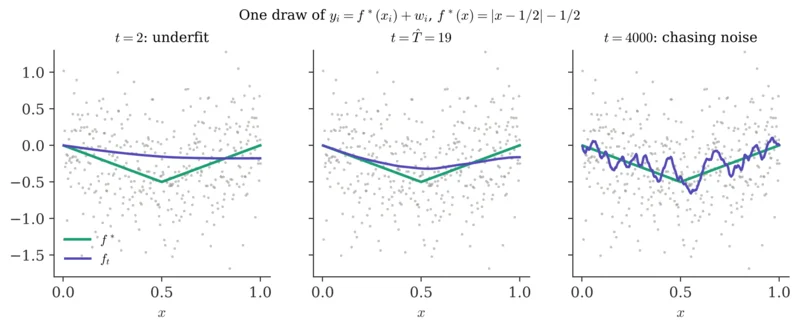 One draw of $y_i = f^*(x_i) + w_i$, $f^*(x) = |x - 1/2| - 1/2$
$t = 2$: underfit
$t = \hat{T} = 19$
$t = 4000$: chasing noise
1.0
0.5
0.0
−0.5
−1.0
−1.5
$f^*$
$f_t$
0.0 0.5 1.0
0.0 0.5 1.0
0.0 0.5 1.0
$x$
$x$
$x$